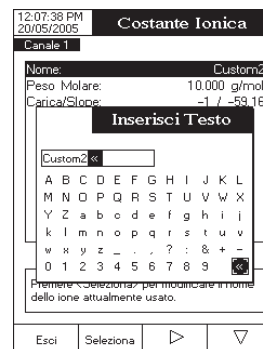 12:07:38 PM
20/05/2005
Costante Ionica
Canale 1
Nome: Custom2
Peso Molare: 10.000 g/mol
Carica/Slope: -1 / -59.16
Inserisci Testo
Custom2«
A B C D E F G H I J K L
M N O P Q R S T U V W X
Y Z a b c d e f g h i j
k l m n o p q r s t u v
w x y z _ . , ? : & + -
0 1 2 3 4 5 6 7 8 9 «
Premere <Seleziona> per modificare il nome
dello ione attualmente usato.
Esci Seleziona ▷ ▽